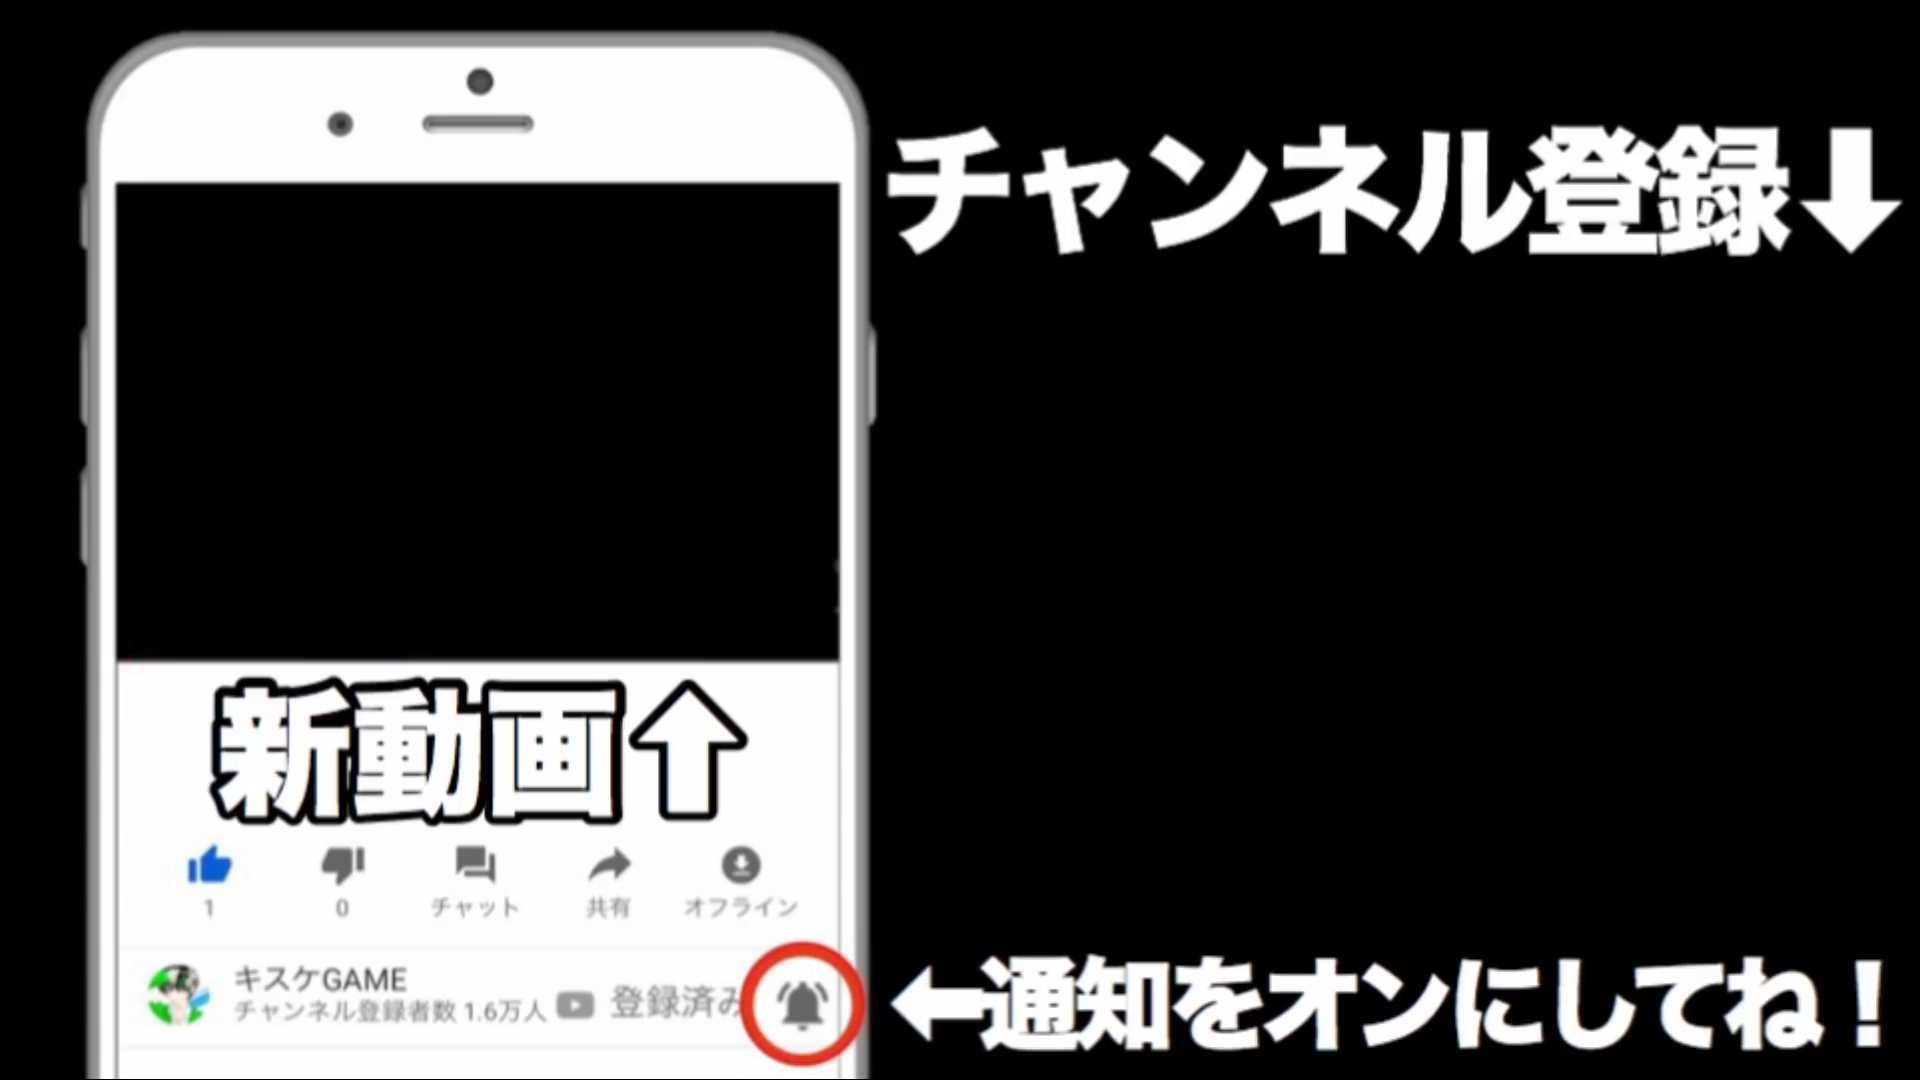 チャンネル登録⬇
新動画↑
1
0
チャット
共有
オフライン
キスケGAME
チャンネル登録者数 1.6万人
登録済み
⬅通知をオンにしてね！